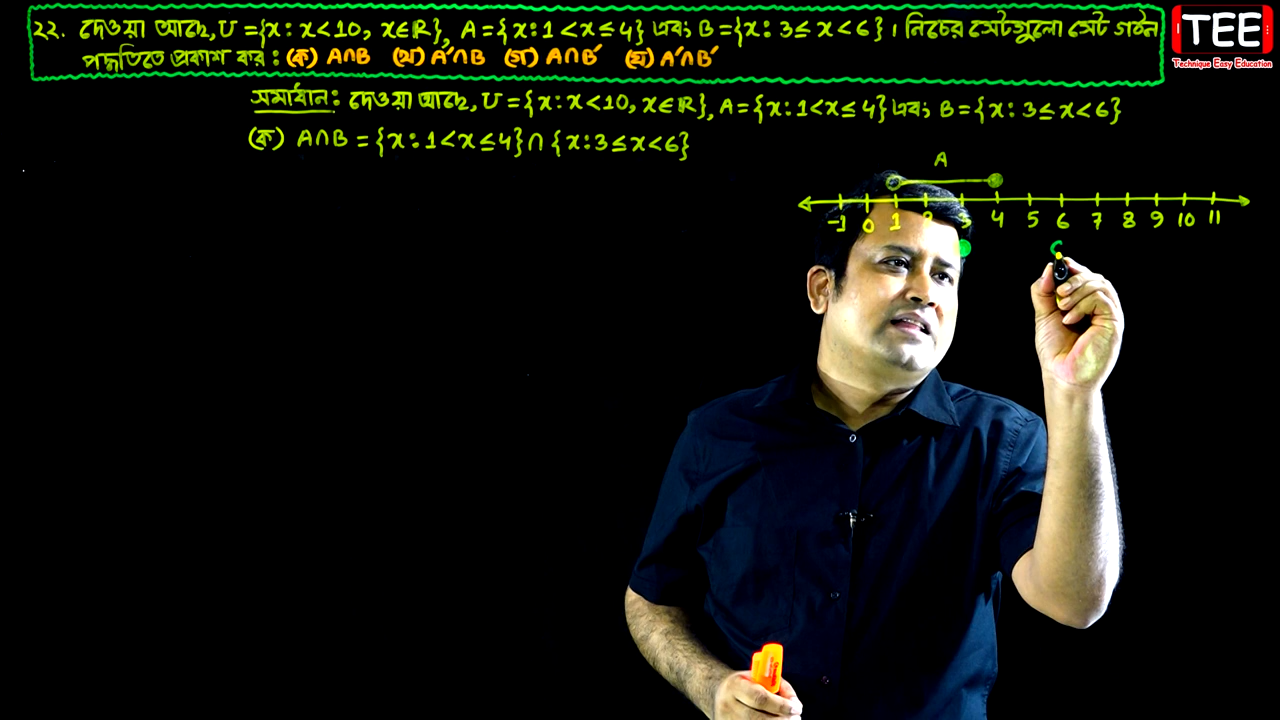 ২২. দেওয়া আছে, U = {x : x < 10, x ∈ R}, A = {x : 1 < x ≤ 4} এবং B = {x : 3 ≤ x < 6} । নিচের সেটগুলো সেট গঠন
পদ্ধতিতে প্রকাশ কর : (ক) A∩B (খ) A′∩B (গ) A∩B′ (ঘ) A′∩B′
TEE
Technique Easy Education
সমাধান : দেওয়া আছে, U = {x : x < 10, x ∈ R}, A = {x : 1 < x ≤ 4} এবং B = {x : 3 ≤ x < 6}
(ক) A∩B = {x : 1 < x ≤ 4} ∩ {x : 3 ≤ x < 6}
A
-1 0 1 2 3 4 5 6 7 8 9 10 11